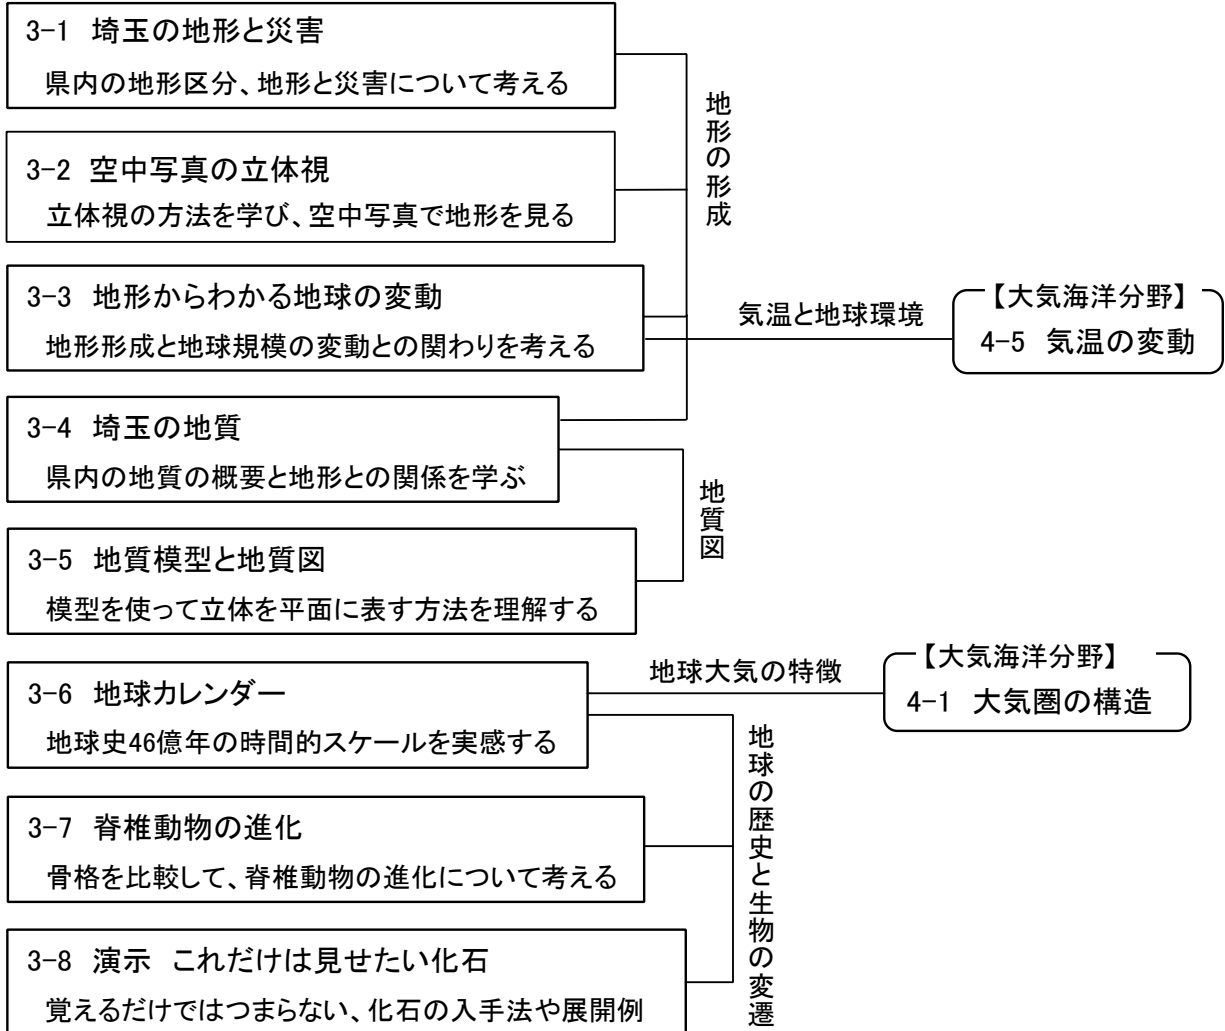 3-1 埼玉の地形と災害
県内の地形区分、地形と災害について考える
3-2 空中写真の立体視
立体視の方法を学び、空中写真で地形を見る
地形の形成
3-3 地形からわかる地球の変動
地形形成と地球規模の変動との関わりを考える
気温と地球環境
【大気海洋分野】
4-5 気温の変動
3-4 埼玉の地質
県内の地質の概要と地形との関係を学ぶ
地質図
3-5 地質模型と地質図
模型を使って立体を平面に表す方法を理解する
3-6 地球カレンダー
地球史46億年の時間的スケールを実感する
地球大気の特徴
【大気海洋分野】
4-1 大気圏の構造
地球の歴史と生物の変遷
3-7 脊椎動物の進化
骨格を比較して、脊椎動物の進化について考える
3-8 演示 これだけは見せたい化石
覚えるだけではつまらない、化石の入手法や展開例